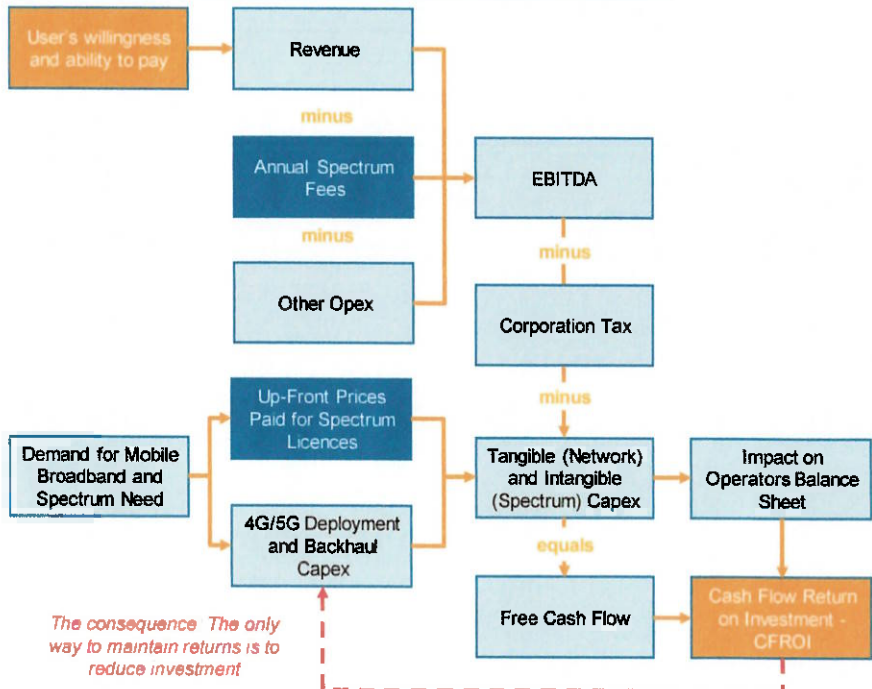 User's willingness
and ability to pay
Revenue
minus
Annual Spectrum
Fees
EBITDA
minus
minus
Other Opex
Corporation Tax
minus
Up-Front Prices
Paid for Spectrum
Licences
Demand for Mobile
Broadband and
Spectrum Need
Tangible (Network)
and Intangible
(Spectrum) Capex
Impact on
Operators Balance
Sheet
4G/5G Deployment
and Backhaul
Capex
equals
Free Cash Flow
Cash Flow Return
on Investment -
CFROI
The consequence The only
way to maintain returns is to
reduce investment